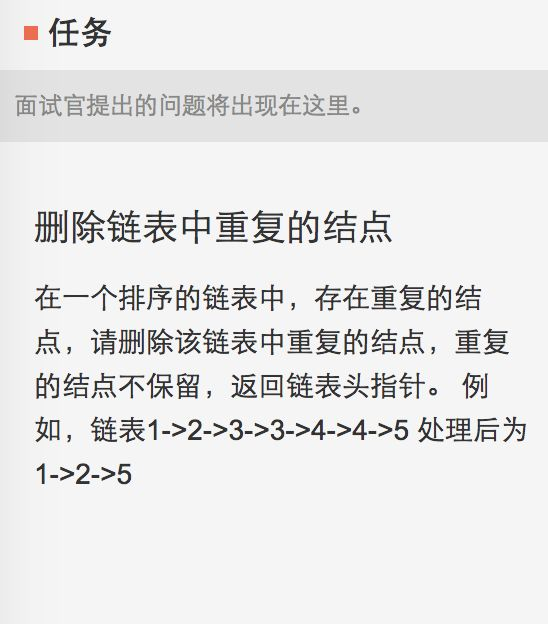 任务
面试官提出的问题将出现在这里。
删除链表中重复的结点
在一个排序的链表中，存在重复的结
点，请删除该链表中重复的结点，重复
的结点不保留，返回链表头指针。 例
如，链表1->2->3->3->4->4->5 处理后为
1->2->5